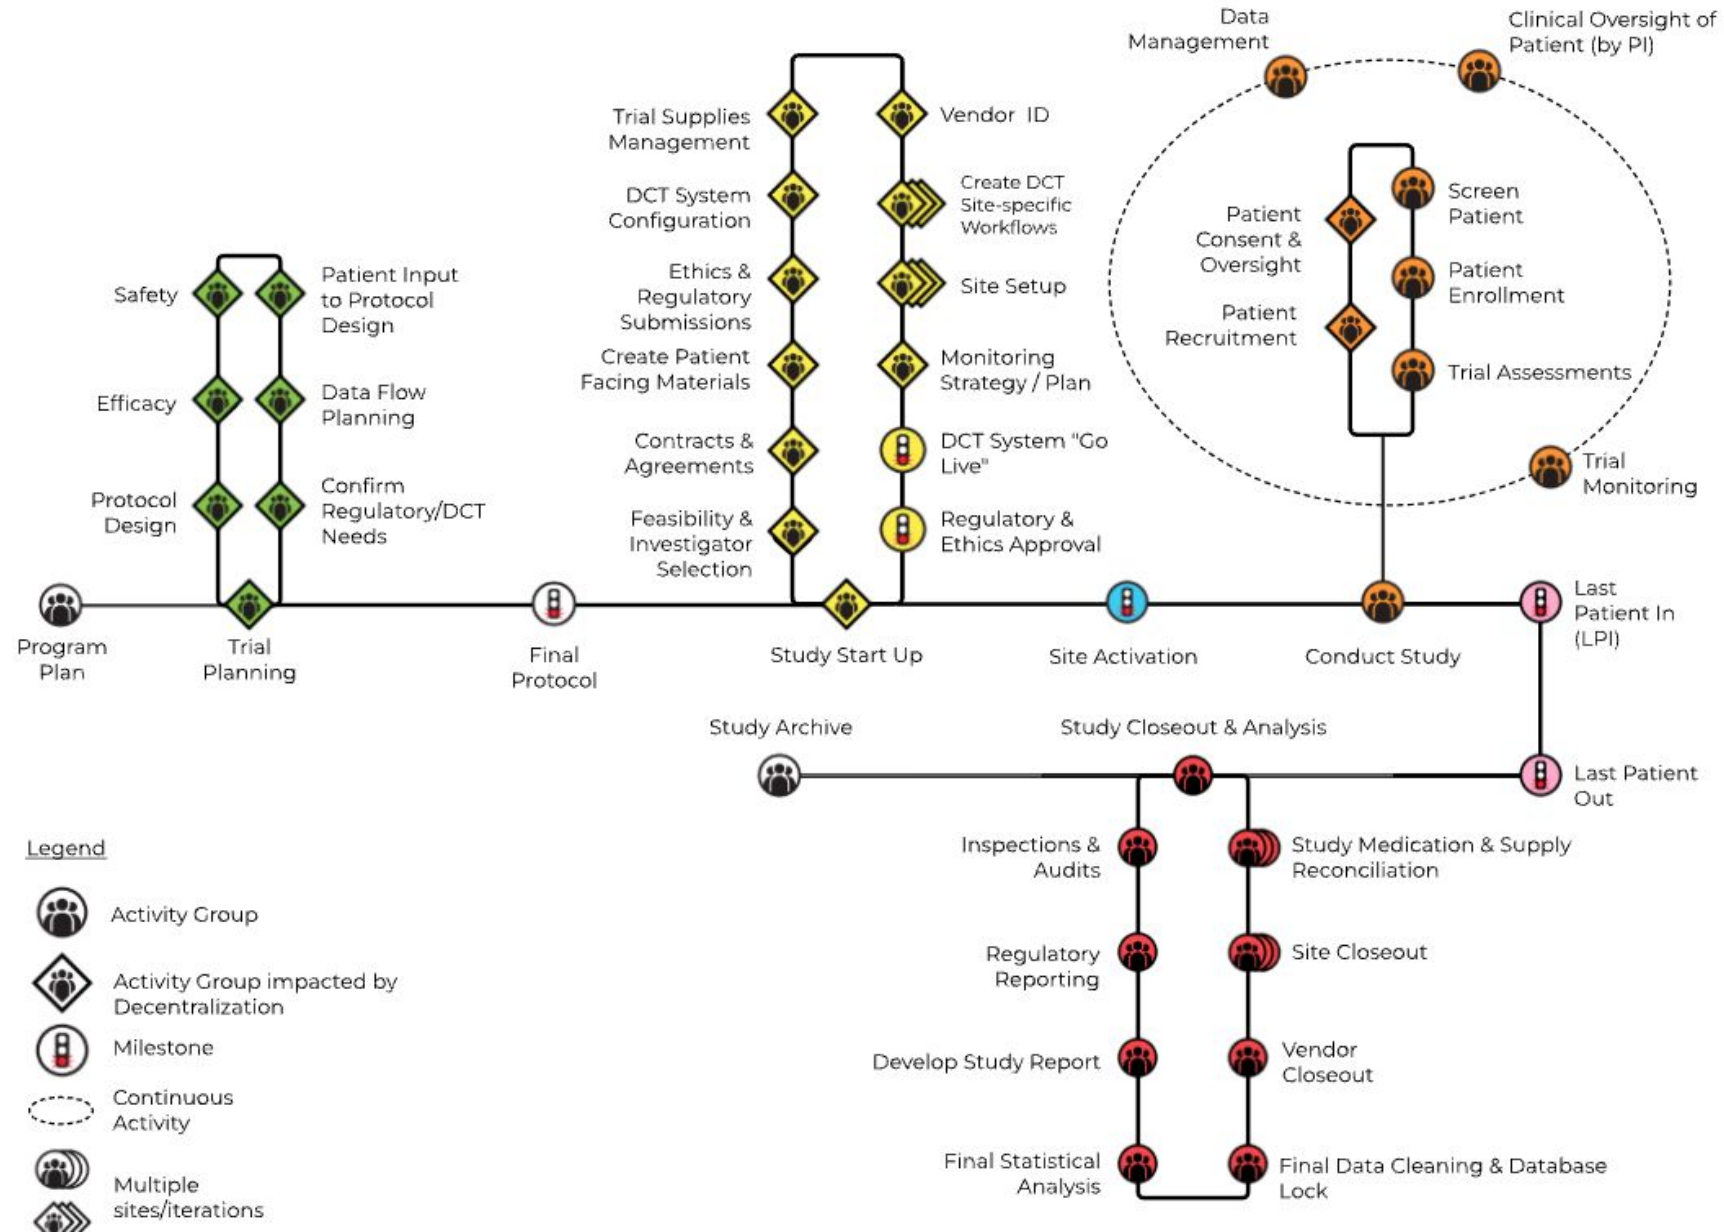 Data
Management
Clinical Oversight of
Patient (by PI)
Trial Supplies
Management
Vendor ID
DCT System
Configuration
Create DCT
Site-specific
Workflows
Screen
Patient
Patient
Consent &
Oversight
Safety
Patient Input
to Protocol
Design
Ethics &
Regulatory
Submissions
Site Setup
Patient
Enrollment
Patient
Recruitment
Create Patient
Facing Materials
Monitoring
Strategy / Plan
Trial Assessments
Efficacy
Data Flow
Planning
Contracts &
Agreements
DCT System "Go
Live"
Trial
Monitoring
Protocol
Design
Confirm
Regulatory/DCT
Needs
Feasibility &
Investigator
Selection
Regulatory &
Ethics Approval
Program
Plan
Trial
Planning
Final
Protocol
Study Start Up
Site Activation
Conduct Study
Last
Patient In
(LPI)
Study Archive
Study Closeout & Analysis
Last Patient
Out
Inspections &
Audits
Study Medication & Supply
Reconciliation
Regulatory
Reporting
Site Closeout
Develop Study Report
Vendor
Closeout
Final Statistical
Analysis
Final Data Cleaning & Database
Lock
Legend
Activity Group
Activity Group impacted by
Decentralization
Milestone
Continuous
Activity
Multiple
sites/iterations